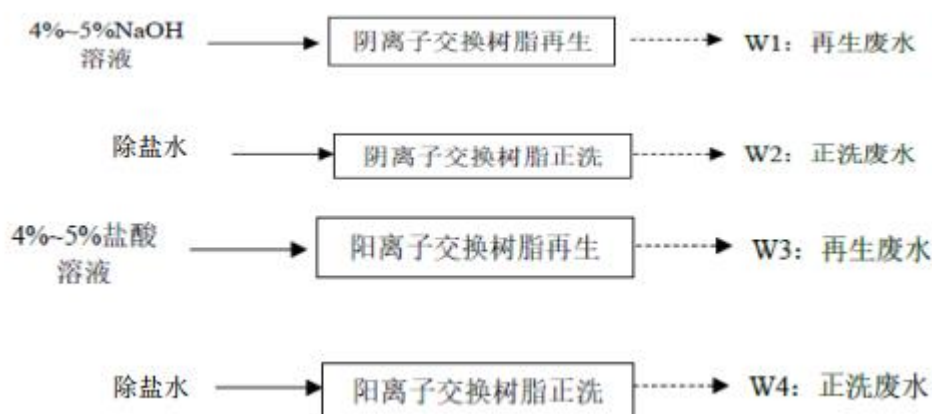 4%~5%NaOH
溶液
阴离子交换树脂再生
W1：再生废水
除盐水
阴离子交换树脂正洗
W2：正洗废水
4%~5%盐酸
溶液
阳离子交换树脂再生
W3：再生废水
除盐水
阳离子交换树脂正洗
W4：正洗废水